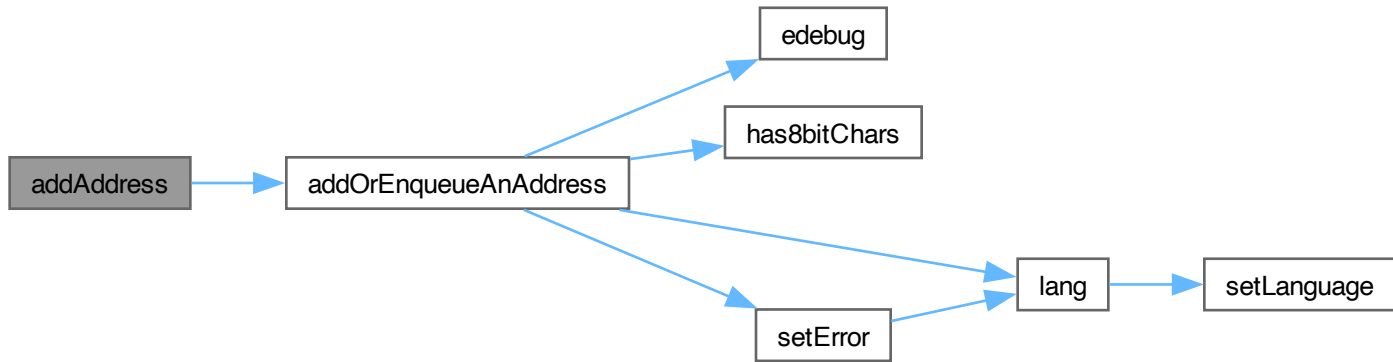 addAddress
addOrEnqueueAnAddress
edebug
has8bitChars
lang
setLanguage
setError